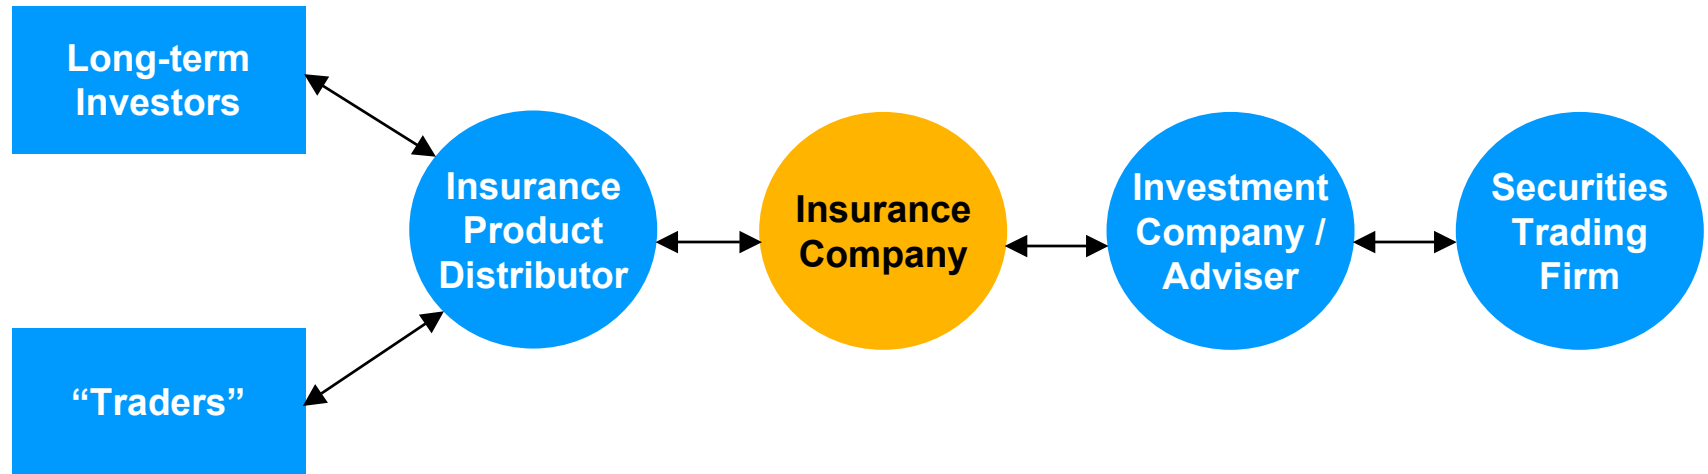 Long-term
Investors
“Traders”
Insurance
Product
Distributor
Insurance
Company
Investment
Company /
Adviser
Securities
Trading
Firm